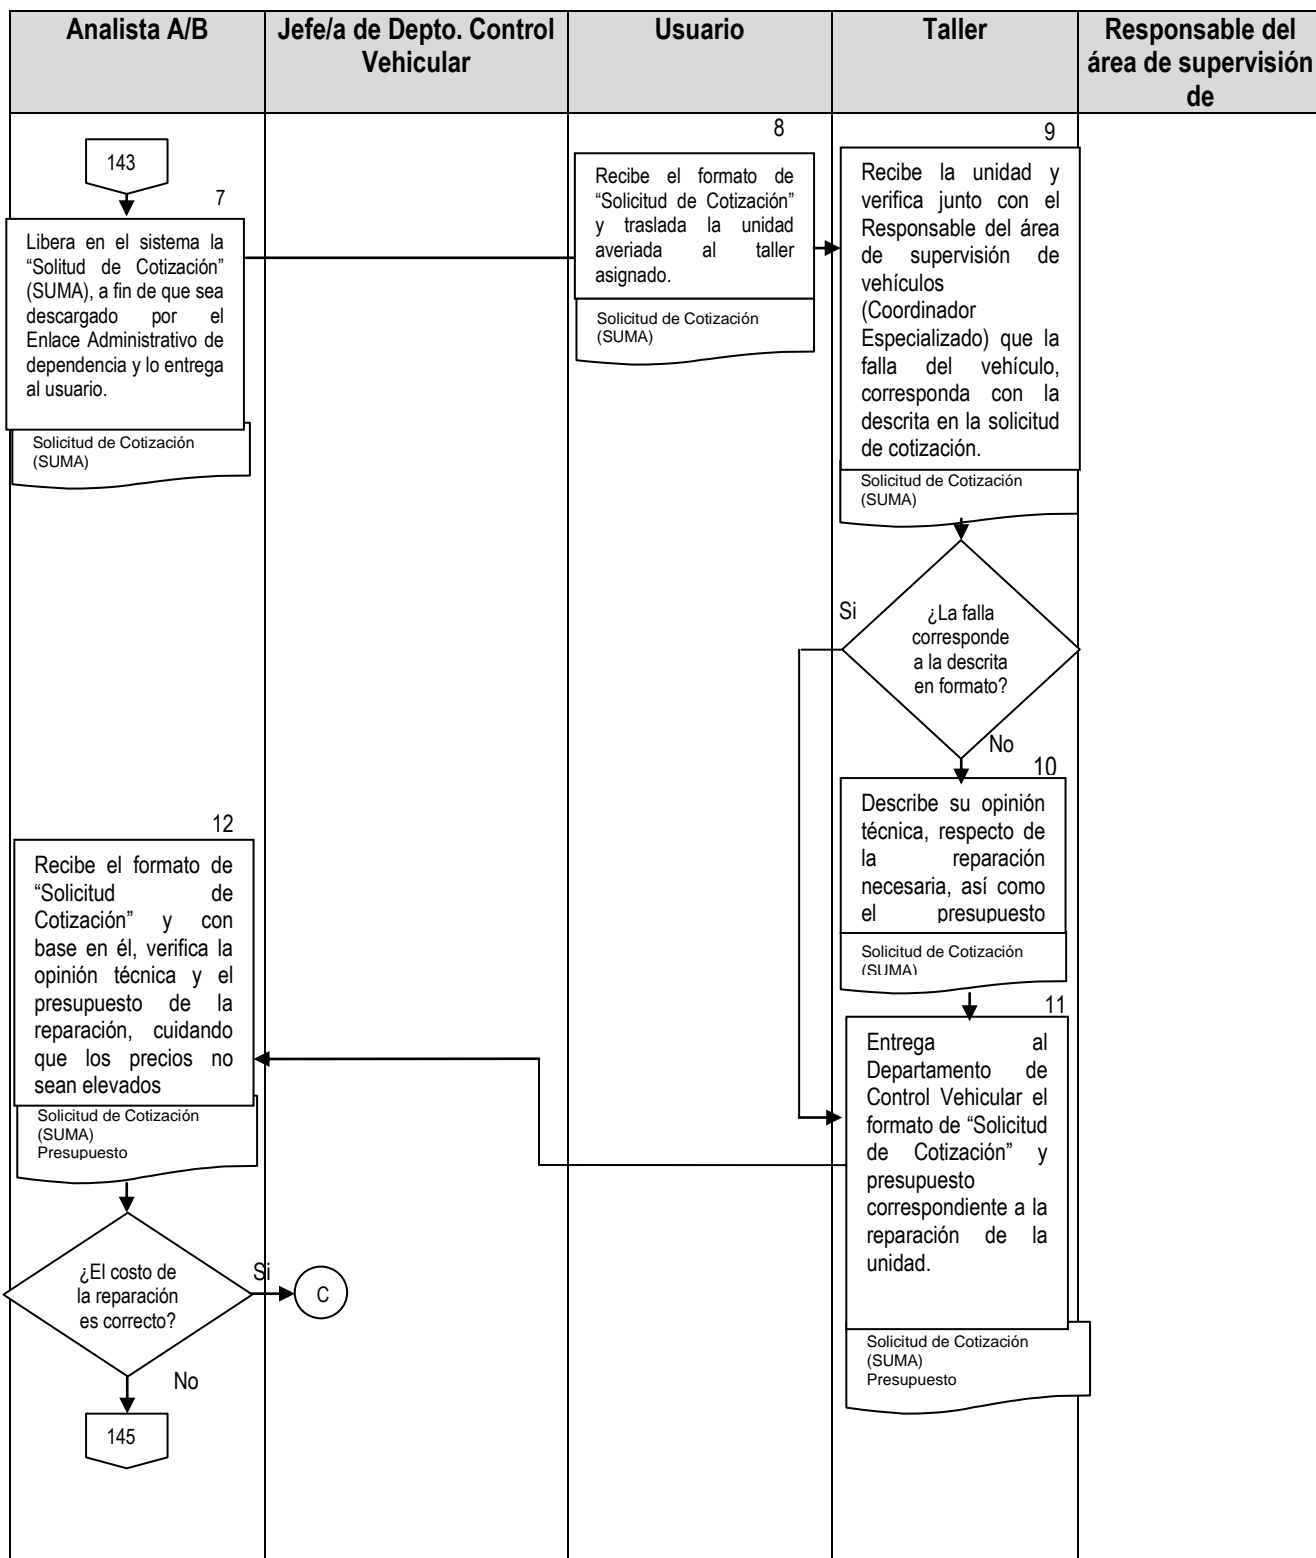 Analista A/B
Jefe/a de Depto. Control
Vehicular
Usuario
Taller
Responsable del
área de supervisión
de
143
7
Libera en el sistema la
“Solitud de Cotización”
(SUMA), a fin de que sea
descargado por el
Enlace Administrativo de
dependencia y lo entrega
al usuario.
Solicitud de Cotización
(SUMA)
8
Recibe el formato de
“Solicitud de Cotización”
y traslada la unidad
averiada al taller
asignado.
Solicitud de Cotización
(SUMA)
9
Recibe la unidad y
verifica junto con el
Responsable del área
de supervisión de
vehículos
(Coordinador
Especializado) que la
falla del vehículo,
corresponda con la
descrita en la solicitud
de cotización.
Solicitud de Cotización
(SUMA)
Si
¿La falla
corresponde
a la descrita
en formato?
No
10
Describe su opinión
técnica, respecto de
la reparación
necesaria, así como
el presupuesto
Solicitud de Cotización
(SUMA)
11
Entrega al
Departamento de
Control Vehicular el
formato de “Solicitud
de Cotización” y
presupuesto
correspondiente a la
reparación de la
unidad.
Solicitud de Cotización
(SUMA)
Presupuesto
12
Recibe el formato de
“Solicitud de
Cotización” y con
base en él, verifica la
opinión técnica y el
presupuesto de la
reparación, cuidando
que los precios no
sean elevados
Solicitud de Cotización
(SUMA)
Presupuesto
¿El costo de
la reparación
es correcto?
Si
C
No
145